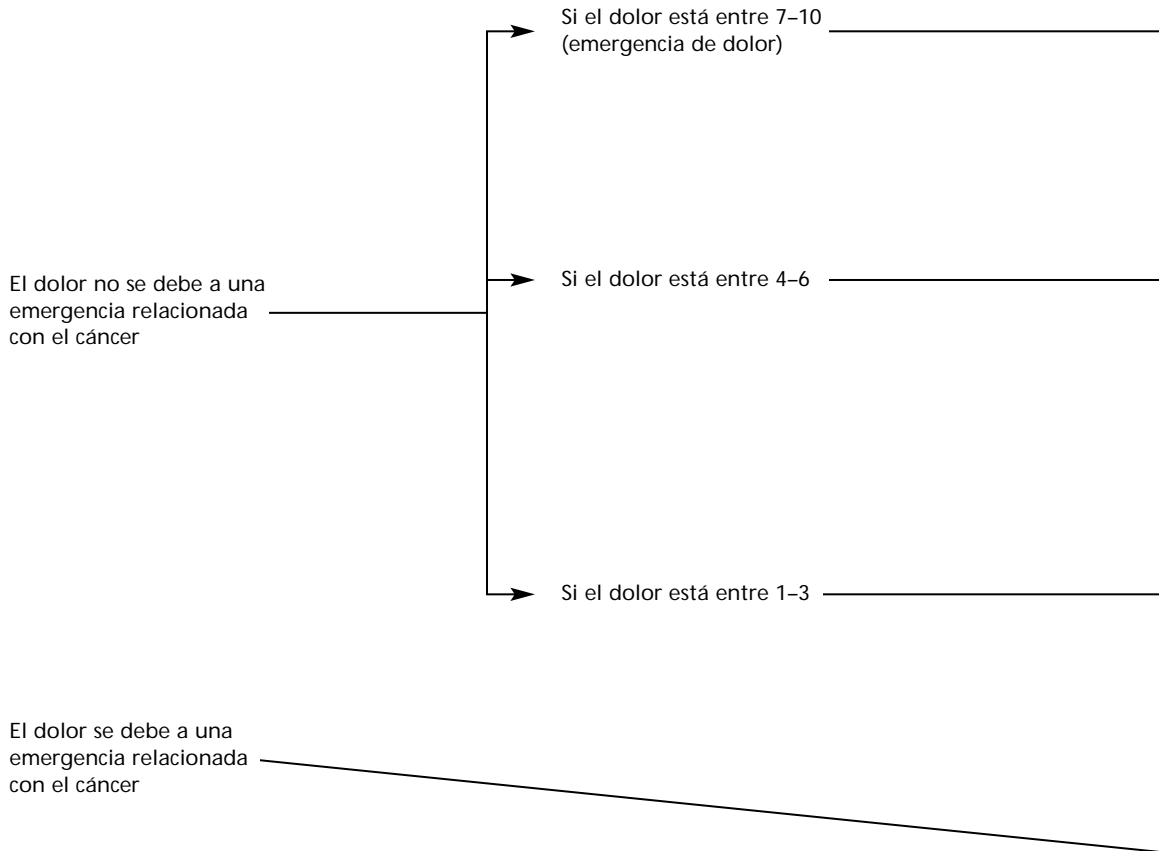 Si el dolor está entre 7–10
(emergencia de dolor)
El dolor no se debe a una
emergencia relacionada
con el cáncer
Si el dolor está entre 4–6
Si el dolor está entre 1–3
El dolor se debe a una
emergencia relacionada
con el cáncer